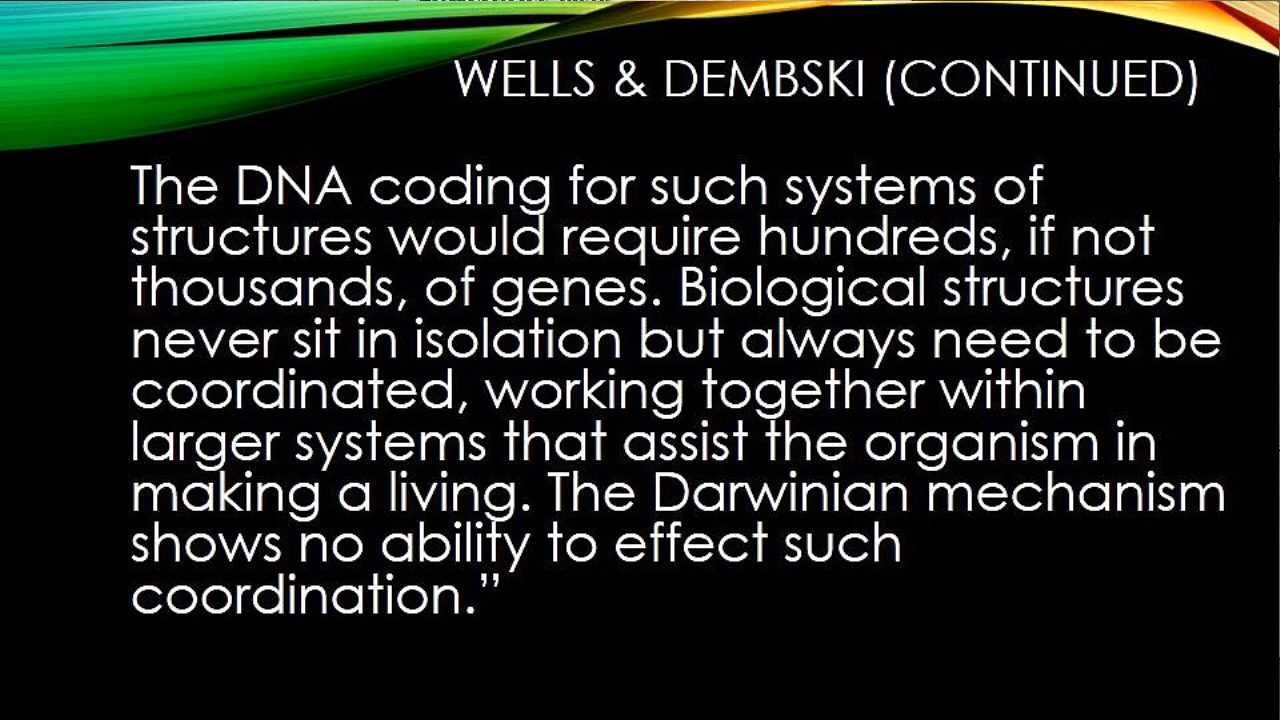 WELLS & DEMBSKI (CONTINUED)
The DNA coding for such systems of
structures would require hundreds, if not
thousands, of genes. Biological structures
never sit in isolation but always need to be
coordinated, working together within
larger systems that assist the organism in
making a living. The Darwinian mechanism
shows no ability to effect such
coordination.”